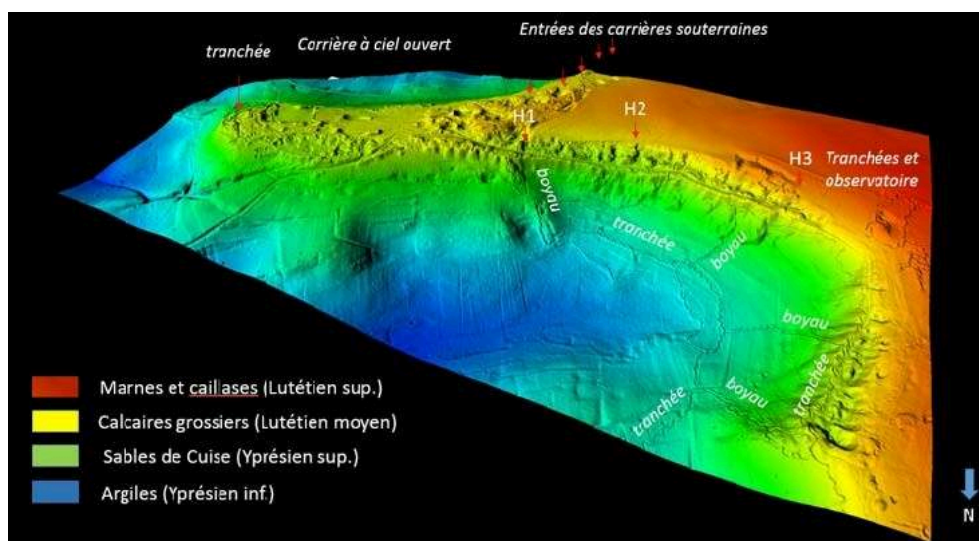 Entrées des carrières souterraines
Carrière à ciel ouvert
tranchée
H1
H2
H3
Tranchées et
observatoire
boyau
tranchée
boyau
boyau
tranchée
boyau
tranchée
Marnes et caillases (Lutétien sup.)
Calcaires grossiers (Lutétien moyen)
Sables de Cuise (Yprésien sup.)
Argiles (Yprésien inf.)
N